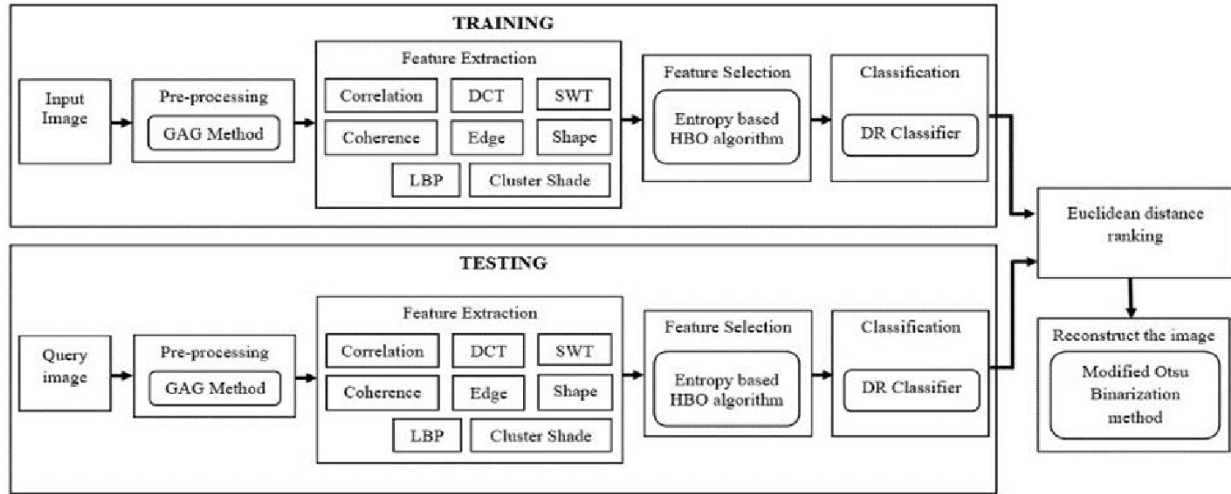 TRAINING
Input
Image
Pre-processing
GAG Method
Feature Extraction
Correlation
DCT
SWT
Coherence
Edge
Shape
LBP
Cluster Shade
Feature Selection
Entropy based
HBO algorithm
Classification
DR Classifier
TESTING
Query
image
Pre-processing
GAG Method
Feature Extraction
Correlation
DCT
SWT
Coherence
Edge
Shape
LBP
Cluster Shade
Feature Selection
Entropy based
HBO algorithm
Classification
DR Classifier
Euclidean distance
ranking
Reconstruct the image
Modified Otsu
Binarization
method